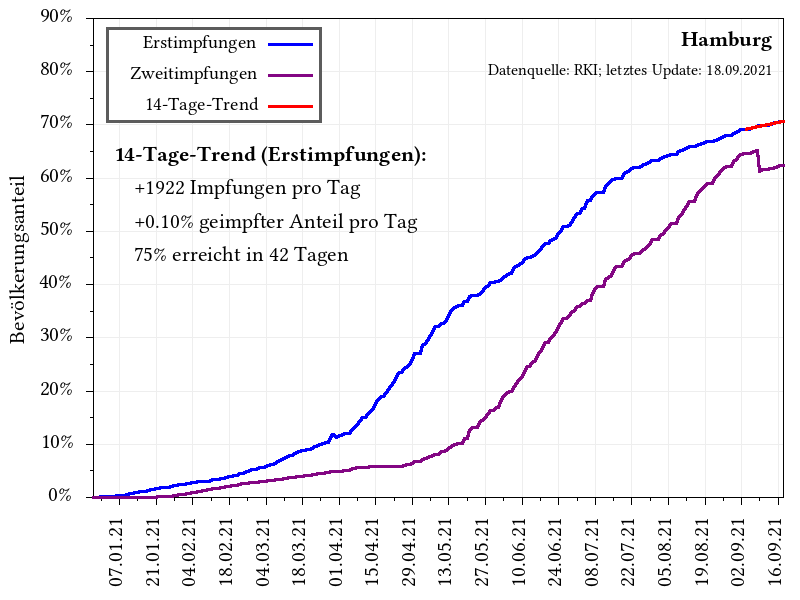 90%
80%
70%
60%
50%
40%
30%
20%
10%
0%
Bevölkerungsanteil
Erstimpfungen
Zweitimpfungen
14-Tage-Trend
Hamburg
Datenquelle: RKI; letztes Update: 18.09.2021
14-Tage-Trend (Erstimpfungen):
+1922 Impfungen pro Tag
+0.10% geimpfter Anteil pro Tag
75% erreicht in 42 Tagen
07.01.21
21.01.21
04.02.21
18.02.21
04.03.21
18.03.21
01.04.21
15.04.21
29.04.21
13.05.21
27.05.21
10.06.21
24.06.21
08.07.21
22.07.21
05.08.21
19.08.21
02.09.21
16.09.21